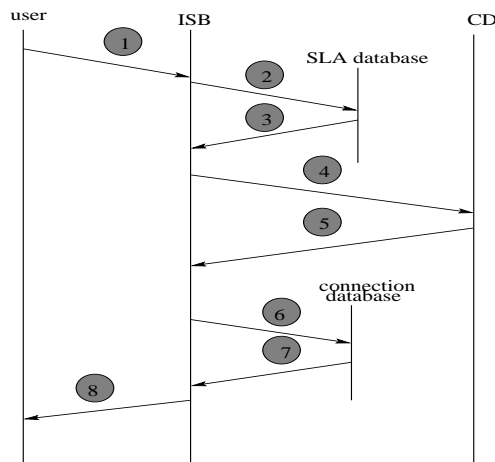 user
ISB
CD
1
2
SLA database
3
4
5
connection
database
6
7
8